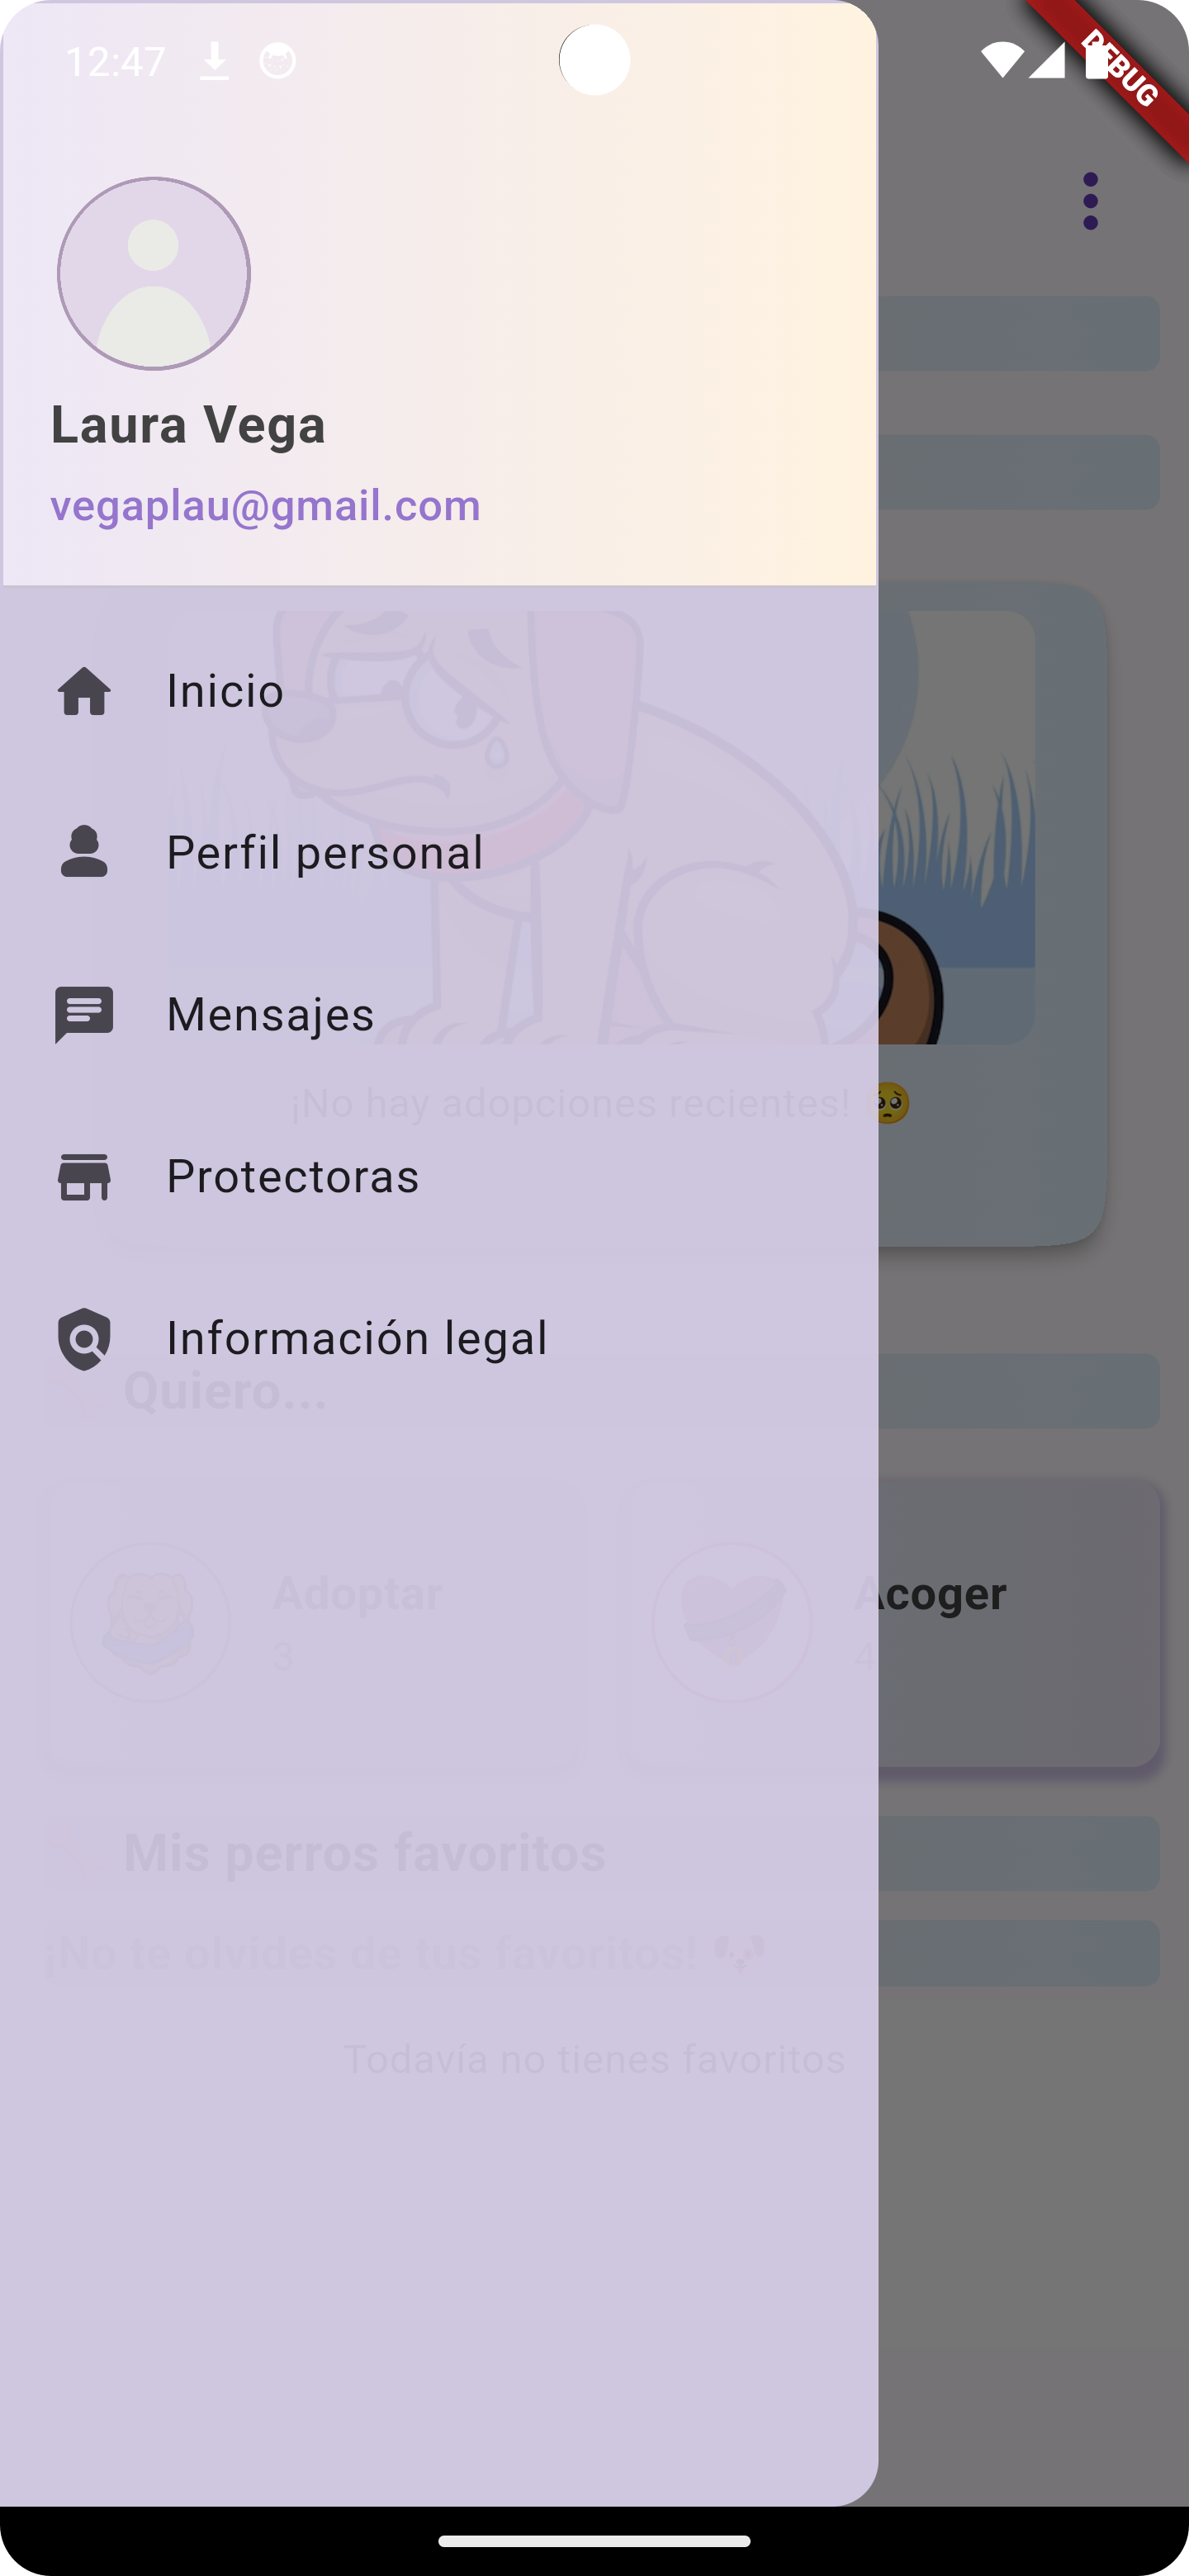 12:47
DEBUG
Laura Vega
vegaplau@gmail.com
Inicio
Perfil personal
Mensajes
¡No hay adopciones recientes! 🥺
Protectoras
Información legal
Quiero...
Adoptar
Acoger
3
4
Mis perros favoritos
¡No te olvides de tus favoritos! 🐶
Todavía no tienes favoritos